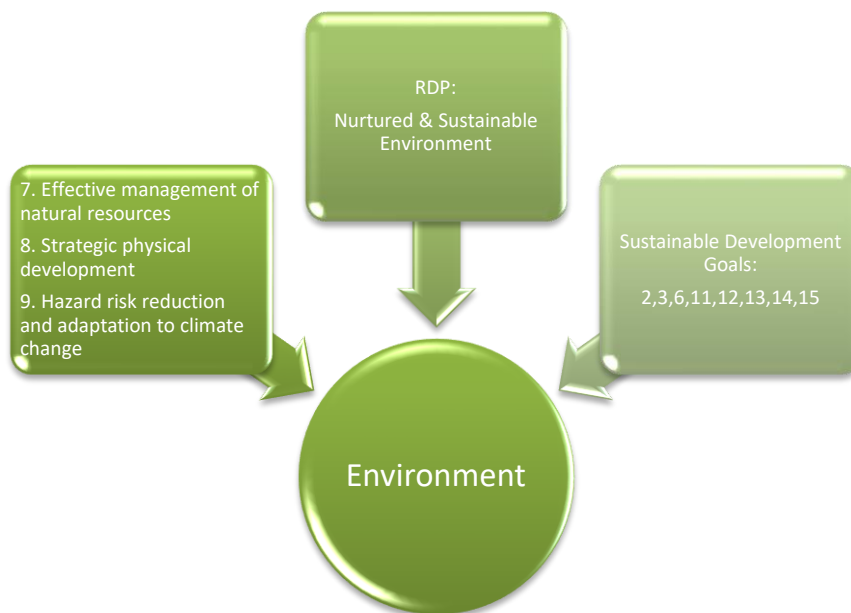 RDP:
Nurtured & Sustainable
Environment
7. Effective management of
natural resources
8. Strategic physical
development
9. Hazard risk reduction
and adaptation to climate
change
Sustainable Development
Goals:
2,3,6,11,12,13,14,15
Environment